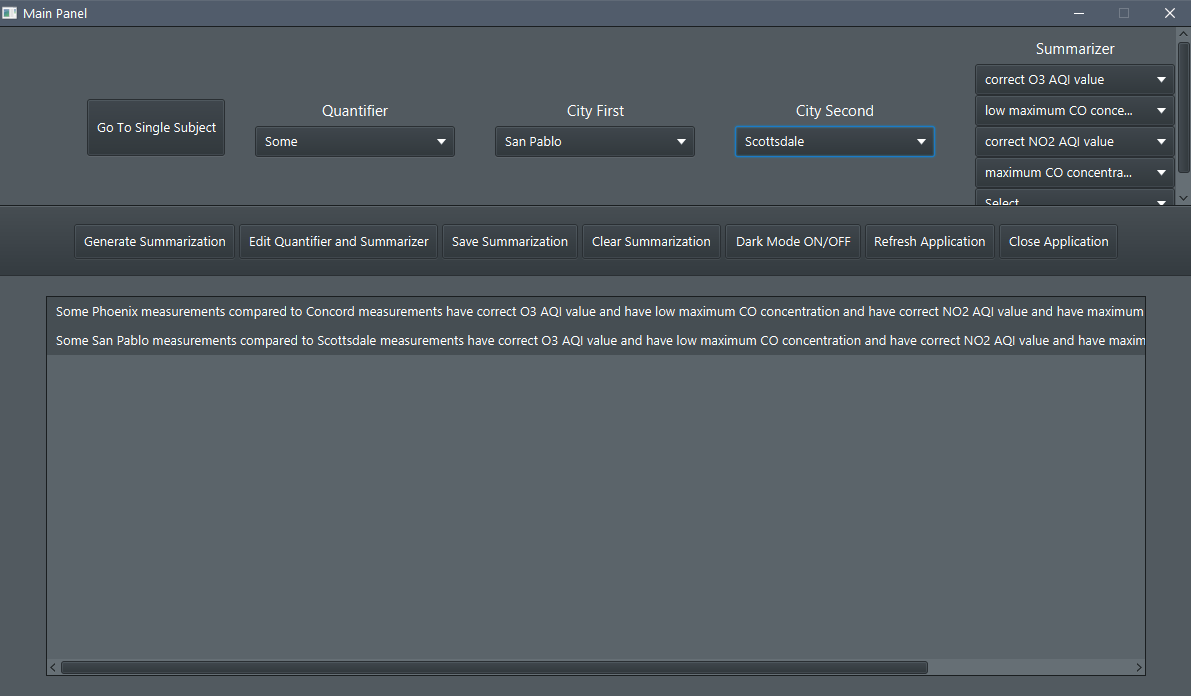 Main Panel
Summarizer
correct O3 AQI value
Quantifier
City First
City Second
low maximum CO conce...
Go To Single Subject
Some
San Pablo
Scottsdale
correct NO2 AQI value
maximum CO concentra...
Select
Generate Summarization
Edit Quantifier and Summarizer
Save Summarization
Clear Summarization
Dark Mode ON/OFF
Refresh Application
Close Application
Some Phoenix measurements compared to Concord measurements have correct O3 AQI value and have low maximum CO concentration and have correct NO2 AQI value and have maximum
Some San Pablo measurements compared to Scottsdale measurements have correct O3 AQI value and have low maximum CO concentration and have correct NO2 AQI value and have maxim